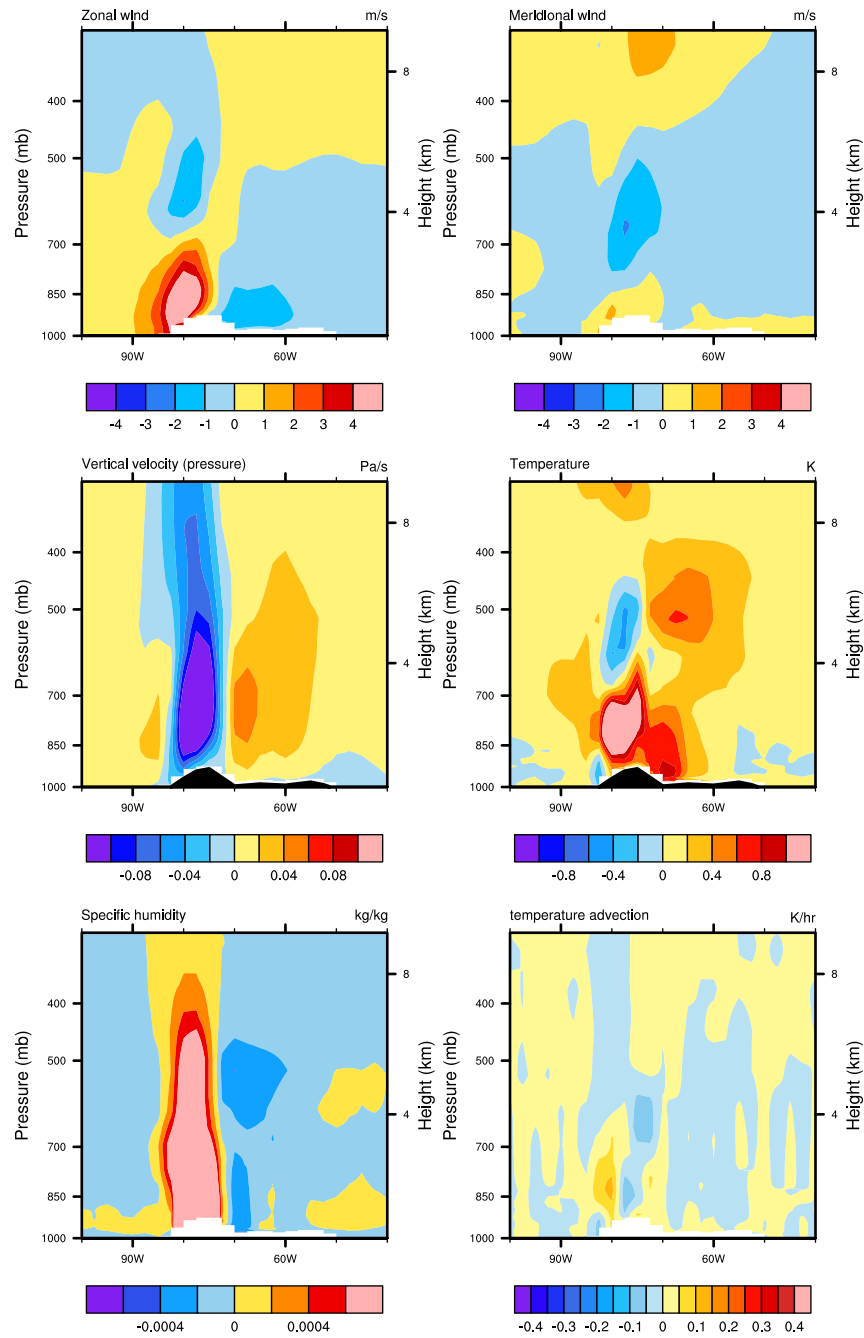 Zonal wind m/s
Meridional wind m/s
Pressure (mb)
Height (km)
Pressure (mb)
Height (km)
400
8
400
8
500
500
4
4
700
700
850
850
1000
1000
90W 60W
90W 60W
-4 -3 -2 -1 0 1 2 3 4
-4 -3 -2 -1 0 1 2 3 4
Vertical velocity (pressure) Pa/s
Temperature K
Pressure (mb)
Height (km)
Pressure (mb)
Height (km)
8
8
400
400
500
500
4
4
700
700
850
850
1000
1000
90W 60W
90W 60W
-0.08 -0.04 0 0.04 0.08
-0.8 -0.4 0 0.4 0.8
Specific humidity kg/kg
temperature advection K/hr
Pressure (mb)
Height (km)
Pressure (mb)
Height (km)
8
8
400
400
500
500
4
4
700
700
850
850
1000
1000
90W 60W
90W 60W
-0.0004 0 0.0004
-0.4 -0.3 -0.2 -0.1 0 0.1 0.2 0.3 0.4